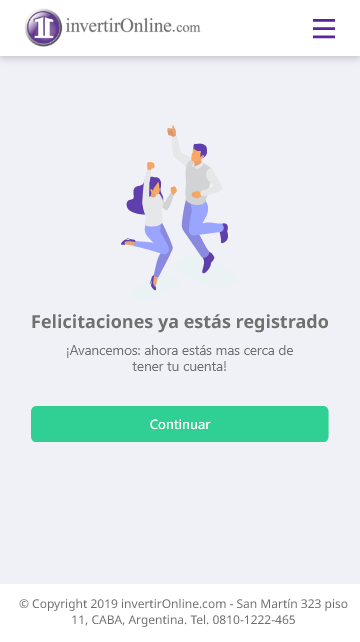 invertirOnline.com
Felicitaciones ya estás registrado
¡Avancemos: ahora estás mas cerca de
tener tu cuenta!
Continuar
© Copyright 2019 invertirOnline.com - San Martín 323 piso
11, CABA, Argentina. Tel. 0810-1222-465